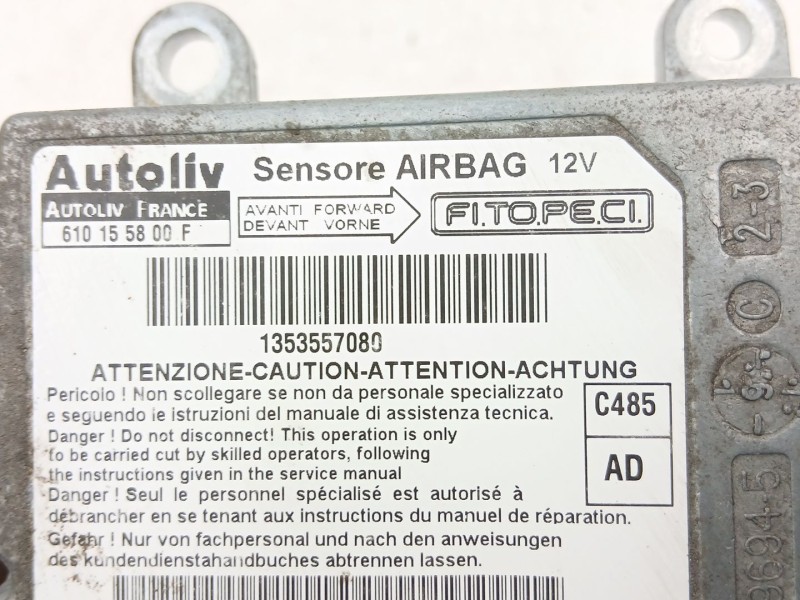 Autoliv Sensore AIRBAG 12V
AUTOLIV FRANCE
610 15 58 00 F
AVANTI FORWARD
DEVANT VORNE
FI.TO.PE.CI.
1353557080
ATTENZIONE-CAUTION-ATTENTION-ACHTUNG
Pericolo ! Non scollegare se non da personale specializzato
e seguendo le istruzioni del manuale di assistenza tecnica.
Danger ! Do not disconnect! This operation is only
to be carried cut by skilled operators, following
the instructions given in the service manual
Danger ! Seul le personnel spécialisé est autorisé à
débrancher en se tenant aux instructions du manuel de réparation.
Gefahr ! Nur von fachpersonal und nach den anweisungen
des kundendienstahandbuches abtrennen lassen.
C485
AD
2-3
C
9694-5